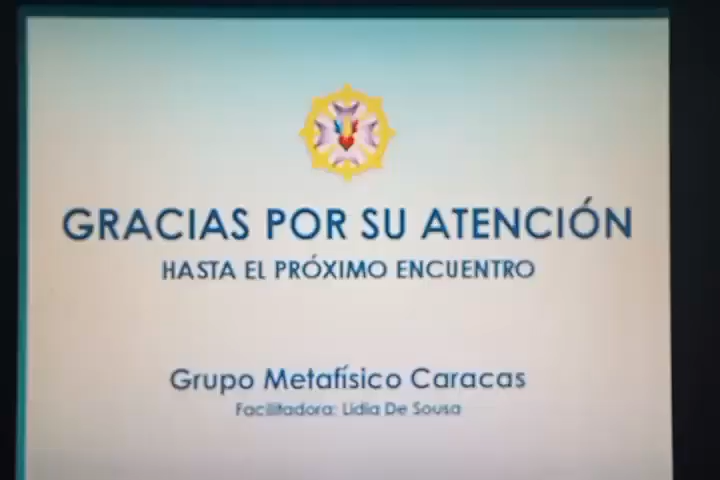 GRACIAS POR SU ATENCIÓN
HASTA EL PRÓXIMO ENCUENTRO
Grupo Metafísico Caracas
Facilitadora: Lidia De Sousa